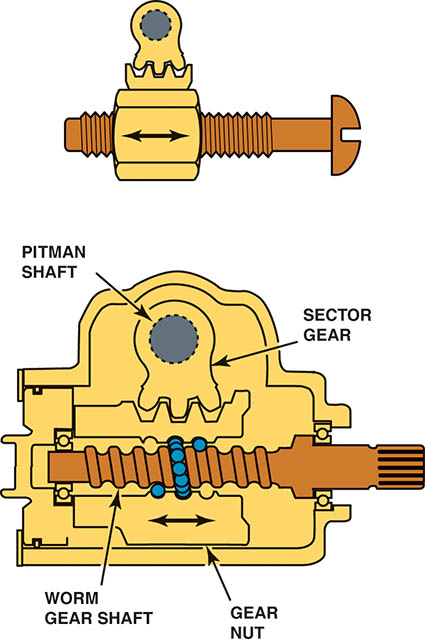 PITMAN
SHAFT
SECTOR
GEAR
WORM
GEAR SHAFT
GEAR
NUT